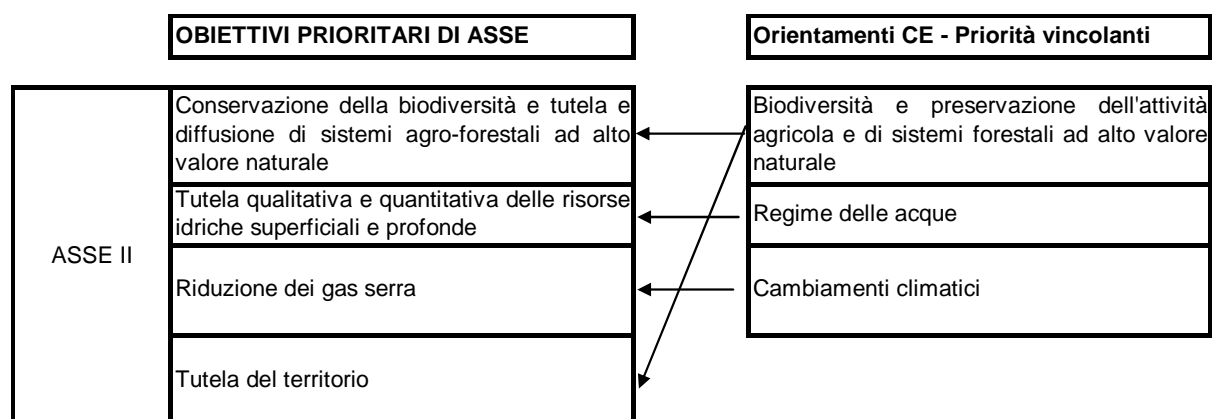 OBIETTIVI PRIORITARI DI ASSE
Orientamenti CE - Priorità vincolanti
ASSE II
Conservazione della biodiversità e tutela e
diffusione di sistemi agro-forestali ad alto
valore naturale
Biodiversità e preservazione dell'attività
agricola e di sistemi forestali ad alto valore
naturale
Tutela qualitativa e quantitativa delle risorse
idriche superficiali e profonde
Regime delle acque
Riduzione dei gas serra
Cambiamenti climatici
Tutela del territorio